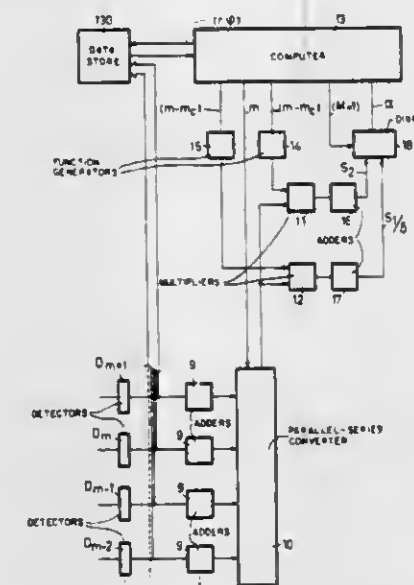 130
(r,φ)
13
DATA
STORE
COMPUTER
(m-mc)
m
(m-mc)
(M=1)
α
15
14
18
FUNCTION
GENERATORS
S2
11
16
S1/δ
ADDERS
MULTIPLIERS
12
17
Dm+1
9
DETECTORS
ADDERS
Dm
9
PARALLEL-SERIES
CONVERTER
Dm-1
9
DETECTORS
ADDERS
Dm-2
9
10